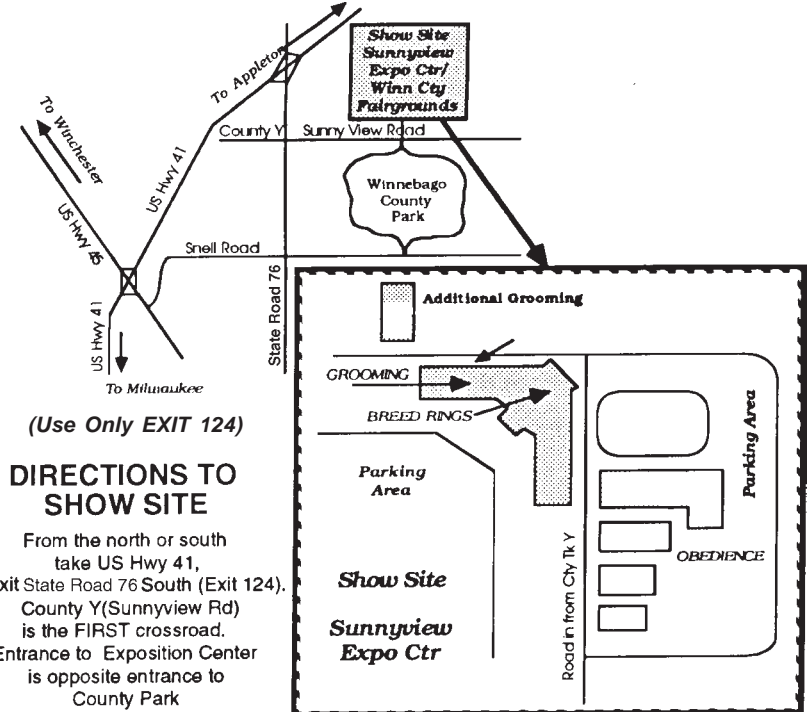 To Appleton
Show Site
Sunnyview
Expo Ctr/
Winn Cty
Fairgrounds
To Winchester
US Hwy 41
County Y Sunny View Road
Winnebago
County
Park
US Hwy 45
Snell Road
State Road 76
US Hwy 41
To Milwaukee
(Use Only EXIT 124)
DIRECTIONS TO
SHOW SITE
From the north or south
take US Hwy 41,
xit State Road 76 South (Exit 124).
County Y(Sunnyview Rd)
is the FIRST crossroad.
Entrance to Exposition Center
is opposite entrance to
County Park
Additional Grooming
GROOMING
BREED RINGS
Parking
Area
Parking Area
OBEDIENCE
Show Site
Sunnyview
Expo Ctr
Road in from Cty Tk Y